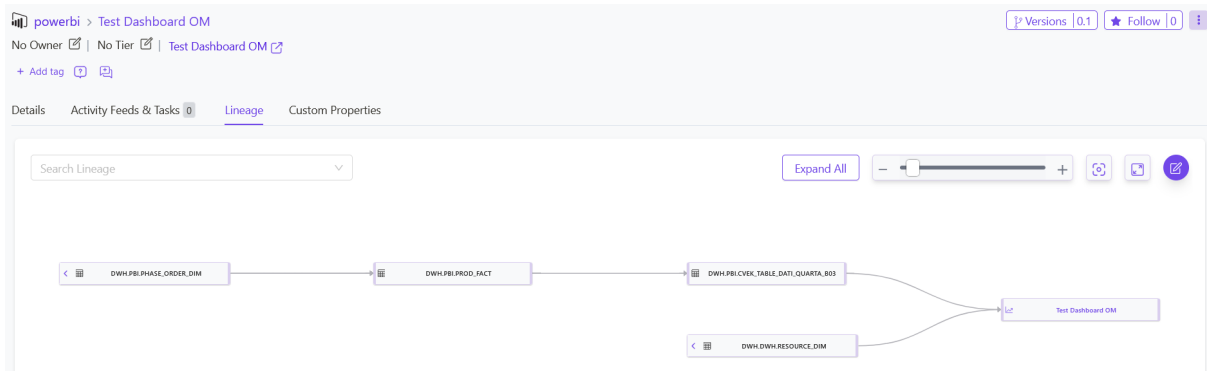 powerbi > Test Dashboard OM
Versions | 0.1
Follow | 0
No Owner | No Tier | Test Dashboard OM
+ Add tag
Details Activity Feeds & Tasks 0 Lineage Custom Properties
Search Lineage
Expand All
DWH.PBI.PHASE_ORDER_DIM
DWH.PBI.PROD_FACT
DWH.PBI.CVEK_TABLE_DATI_QUARTA_B03
Test Dashboard OM
DWH.DWH.RESOURCE_DIM